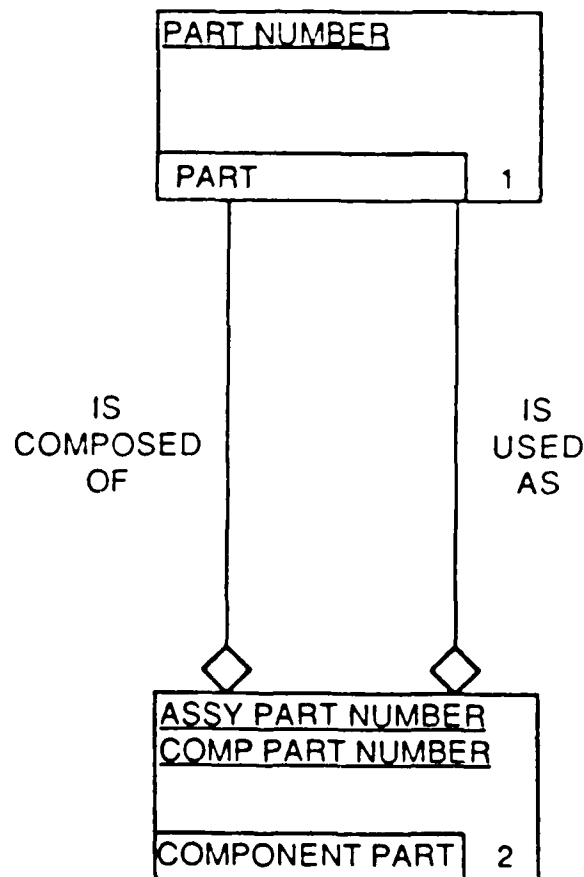 PART NUMBER
PART
1
IS
COMPOSED
OF
IS
USED
AS
ASSY PART NUMBER
COMP PART NUMBER
COMPONENT PART
2